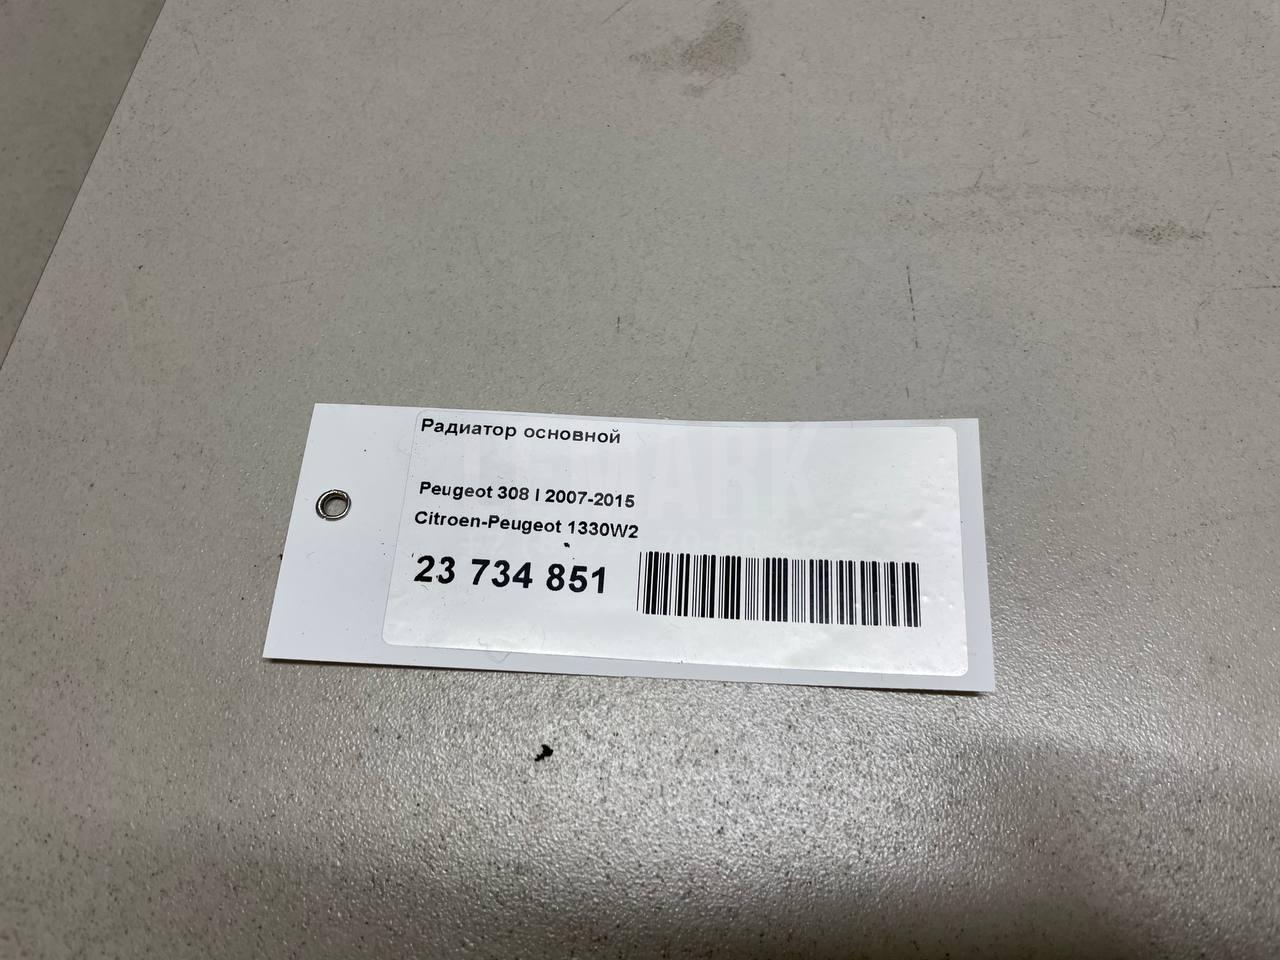 Радиатор основной
Peugeot 308 I 2007-2015
Citroen-Peugeot 1330W2
23 734 851